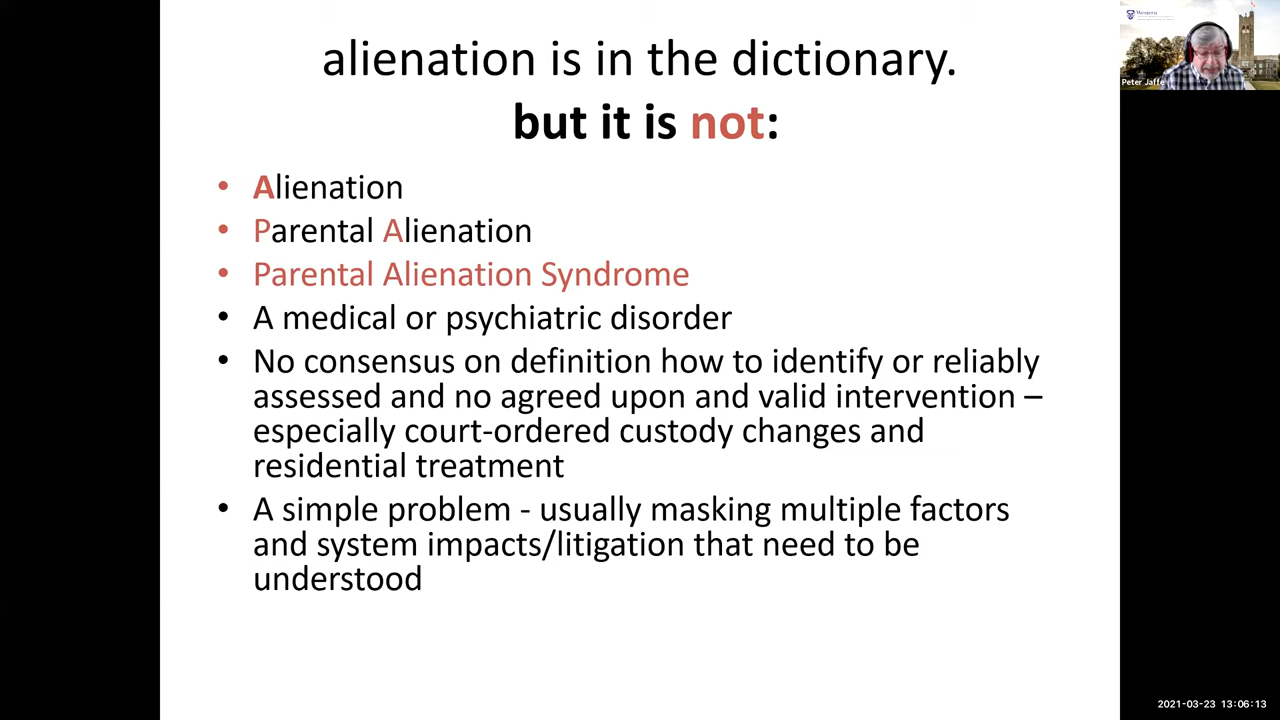 alienation is in the dictionary.
but it is not:
• Alienation
• Parental Alienation
• Parental Alienation Syndrome
• A medical or psychiatric disorder
• No consensus on definition how to identify or reliably
assessed and no agreed upon and valid intervention –
especially court-ordered custody changes and
residential treatment
• A simple problem - usually masking multiple factors
and system impacts/litigation that need to be
understood
Western
Peter Jaffe
2021-03-23 13:06:13